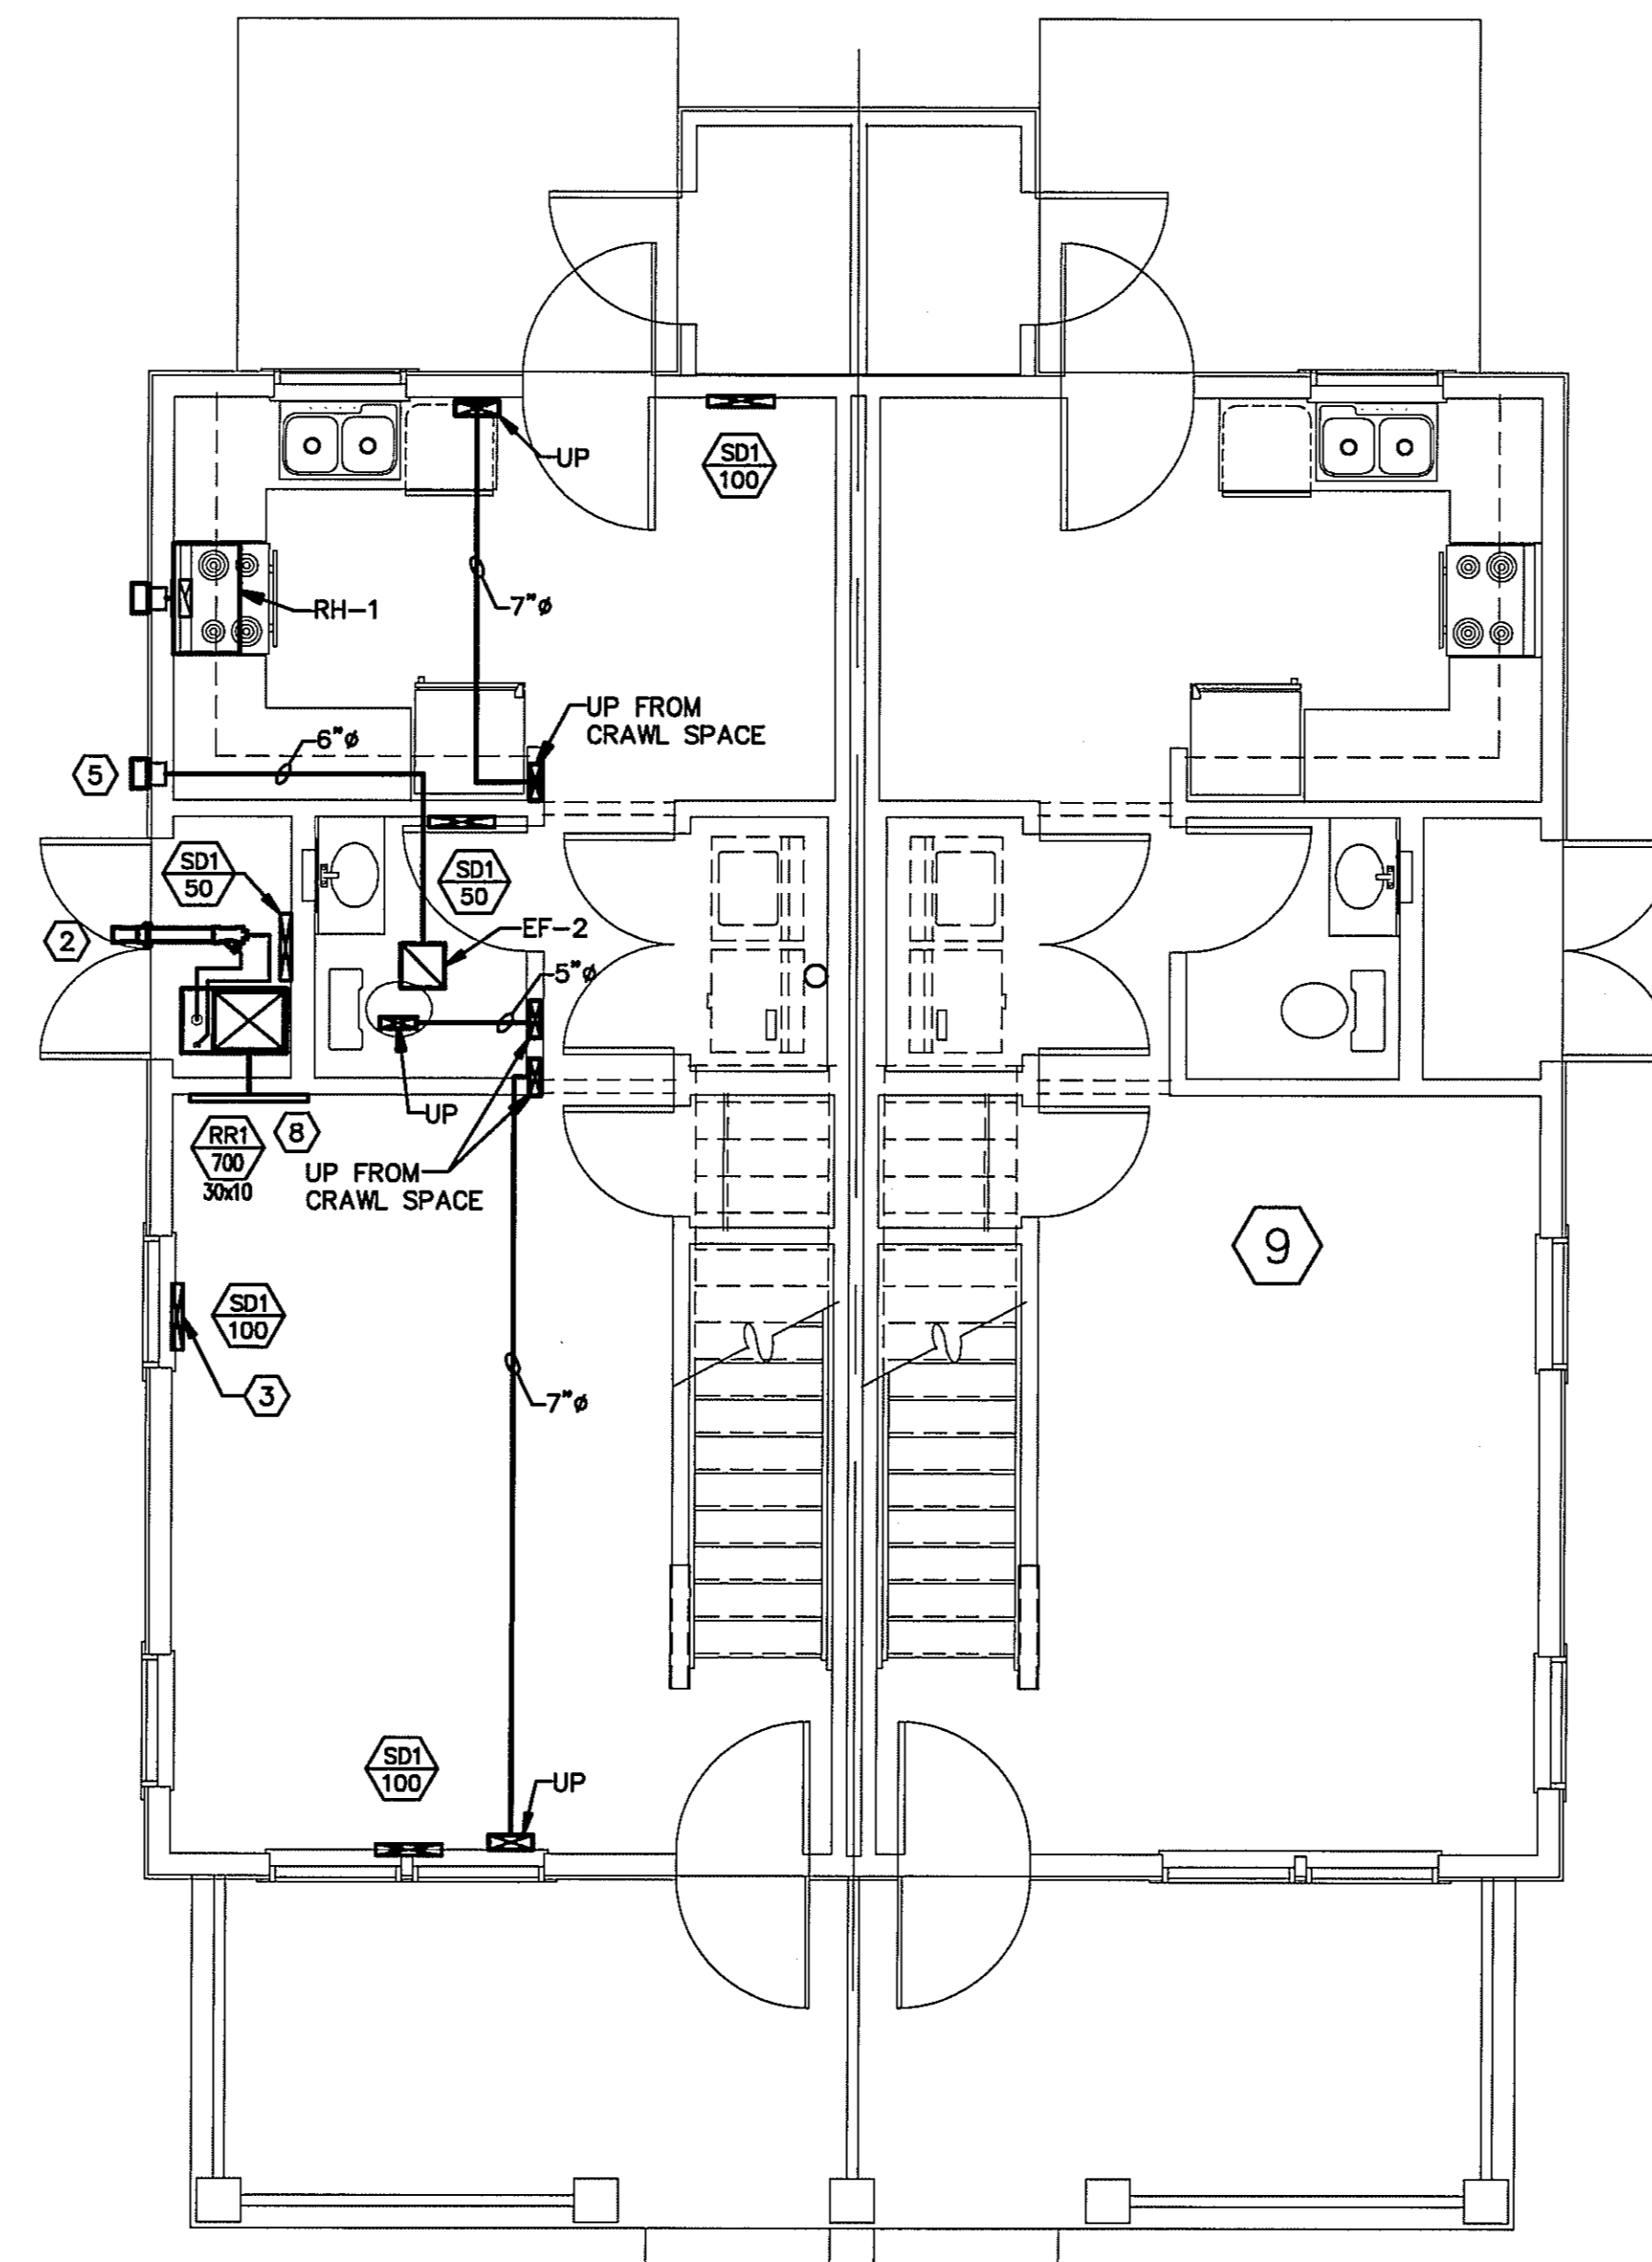 UP
SD1
100
7"ø
RH-1
UP FROM
CRAWL SPACE
6"ø
5
SD1
50
SD1
50
2
EF-2
5"ø
UP
RR1
700
30x10
8
UP FROM
CRAWL SPACE
9
SD1
100
3
7"ø
SD1
100
UP